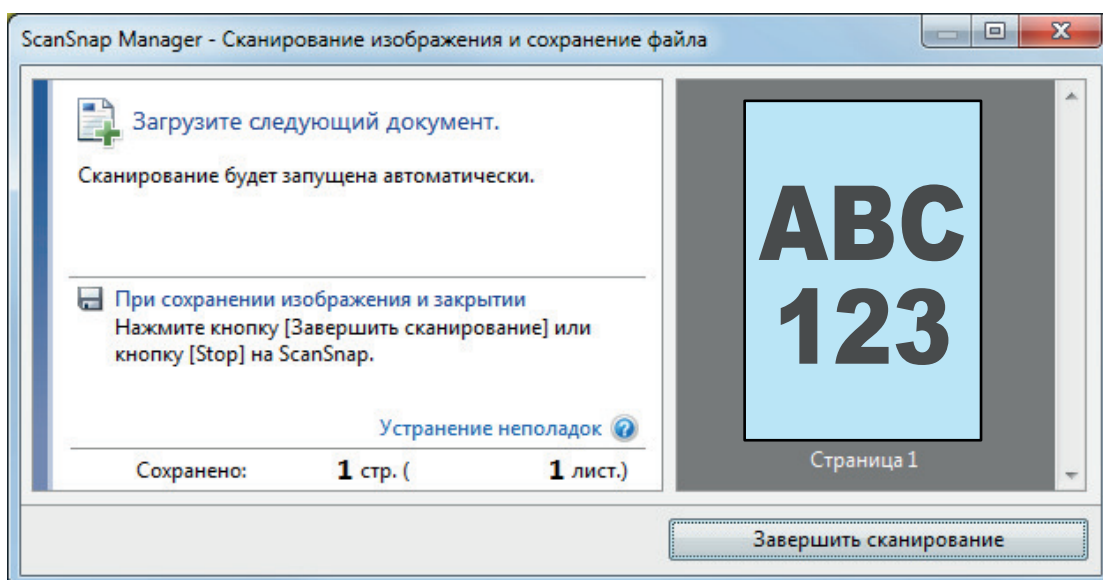 ScanSnap Manager - Сканирование изображения и сохранение файла
Загрузите следующий документ.
Сканирование будет запущена автоматически.
При сохранении изображения и закрытии
Нажмите кнопку [Завершить сканирование] или
кнопку [Stop] на ScanSnap.
Устранение неполадок
Сохранено: 1 стр. ( 1 лист.)
ABC
123
Страница 1
Завершить сканирование